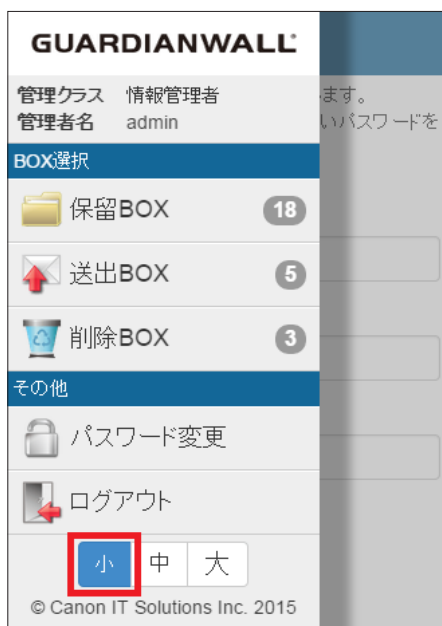 GUARDIANWALL
管理クラス 情報管理者
ます。
管理者名 admin
いパスワードを
BOX選択
保留BOX 18
送出BOX 5
削除BOX 3
その他
パスワード変更
ログアウト
小 中 大
© Canon IT Solutions Inc. 2015